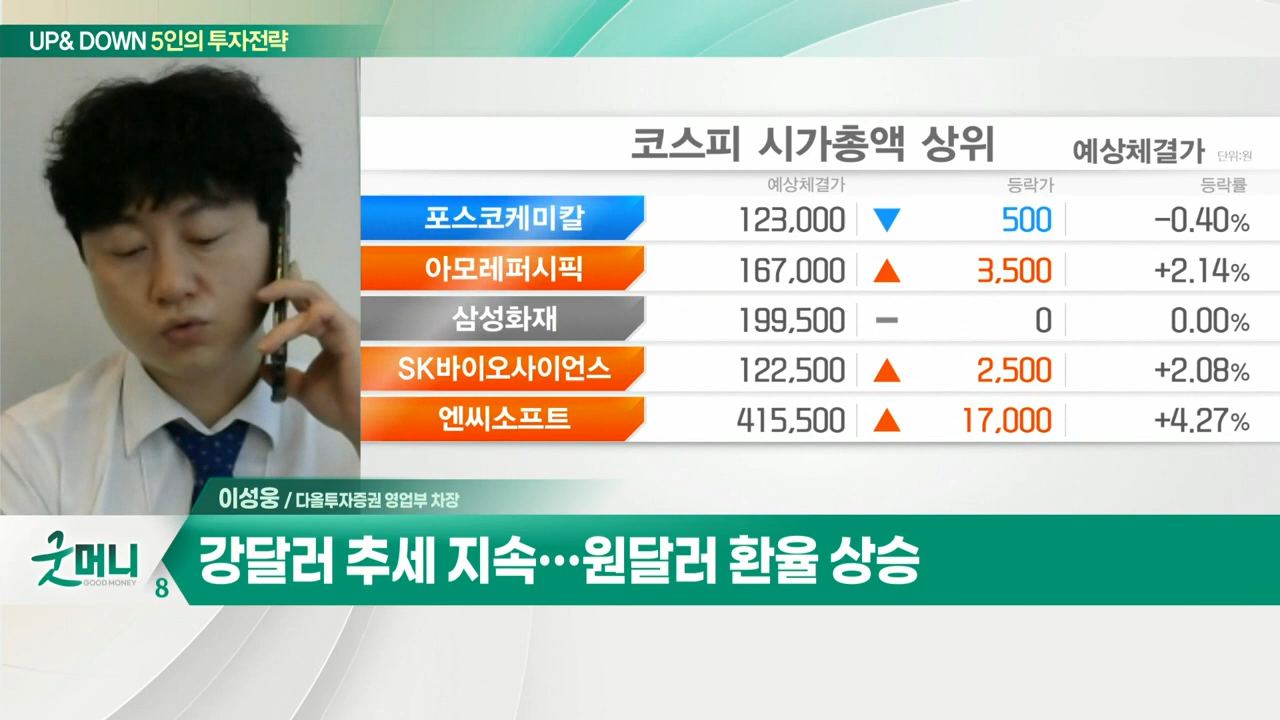 UP& DOWN 5인의 투자전략
코스피 시가총액 상위 예상체결가 단위:원
예상체결가 등락가 등락률
포스코케미칼 123,000 ▼ 500 -0.40%
아모레퍼시픽 167,000 ▲ 3,500 +2.14%
삼성화재 199,500 - 0 0.00%
SK바이오사이언스 122,500 ▲ 2,500 +2.08%
엔씨소프트 415,500 ▲ 17,000 +4.27%
이성웅 / 다올투자증권 영업부 차장
굿머니
GOOD MONEY
8
강달러 추세 지속…원달러 환율 상승